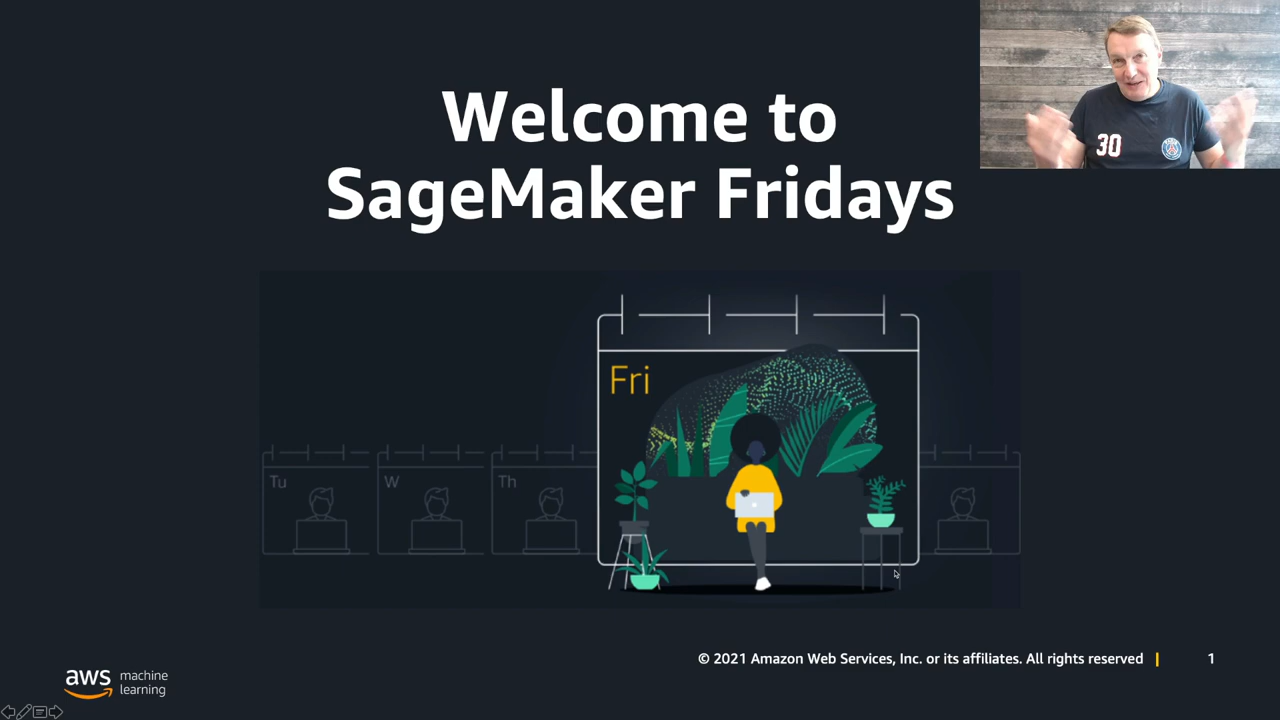 Welcome to
SageMaker Fridays
30
Fri
Tu
W
Th
© 2021 Amazon Web Services, Inc. or its affiliates. All rights reserved
1
aws
machine
learning